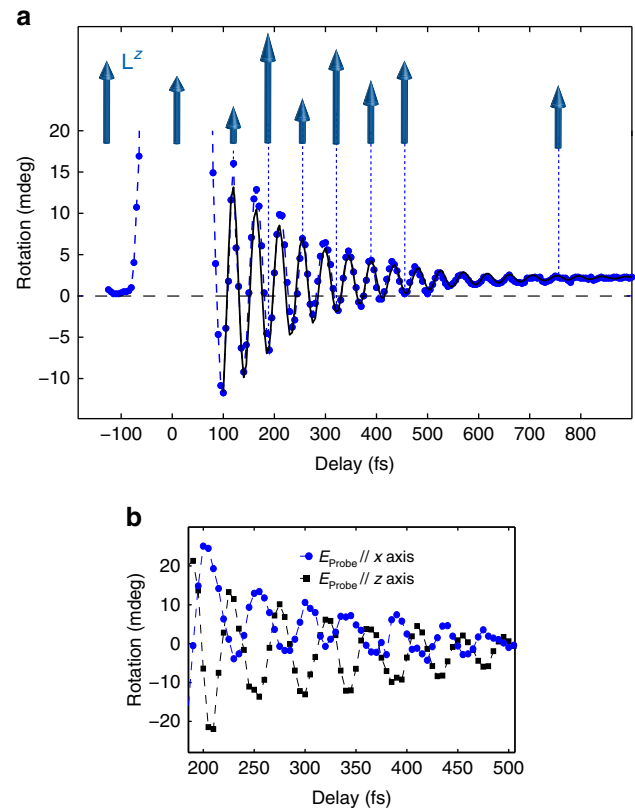 a
L^z
20
15
10
5
0
−5
−10
Rotation (mdeg)
−100 0 100 200 300 400 500 600 700 800
Delay (fs)
b
E_Probe // x axis
E_Probe // z axis
20
10
0
−10
−20
Rotation (mdeg)
200 250 300 350 400 450 500
Delay (fs)